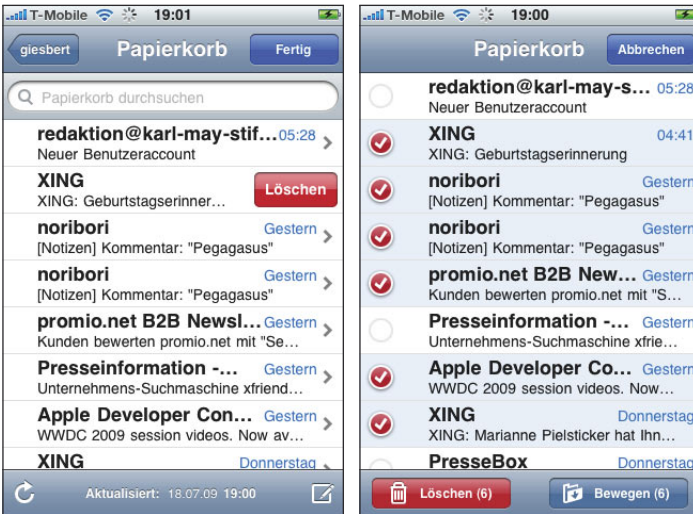 T-Mobile 19:01
giesbert Papierkorb Fertig
Papierkorb durchsuchen
redaktion@karl-may-stif... 05:28
Neuer Benutzeraccount
XING Löschen
XING: Geburtstagserinner...
noribori Gestern
[Notizen] Kommentar: "Pegagasus"
noribori Gestern
[Notizen] Kommentar: "Pegagasus"
promio.net B2B Newsl... Gestern
Kunden bewerten promio.net mit "Se...
Presseinformation -... Gestern
Unternehmens-Suchmaschine xfriend...
Apple Developer Con... Gestern
WWDC 2009 session videos. Now av...
XING Donnerstag
Aktualisiert: 18.07.09 19:00
T-Mobile 19:00
Papierkorb Abbrechen
redaktion@karl-may-s... 05:28
Neuer Benutzeraccount
XING 04:41
XING: Geburtstagserinnerung
noribori Gestern
[Notizen] Kommentar: "Pegagasus"
noribori Gestern
[Notizen] Kommentar: "Pegagasus"
promio.net B2B New... Gestern
Kunden bewerten promio.net mit "S...
Presseinformation -... Gestern
Unternehmens-Suchmaschine xfrie...
Apple Developer Co... Gestern
WWDC 2009 session videos. Now...
XING Donnerstag
XING: Marianne Pielsticker hat Ihn...
PresseBox Donnerstag
Löschen (6) Bewegen (6)